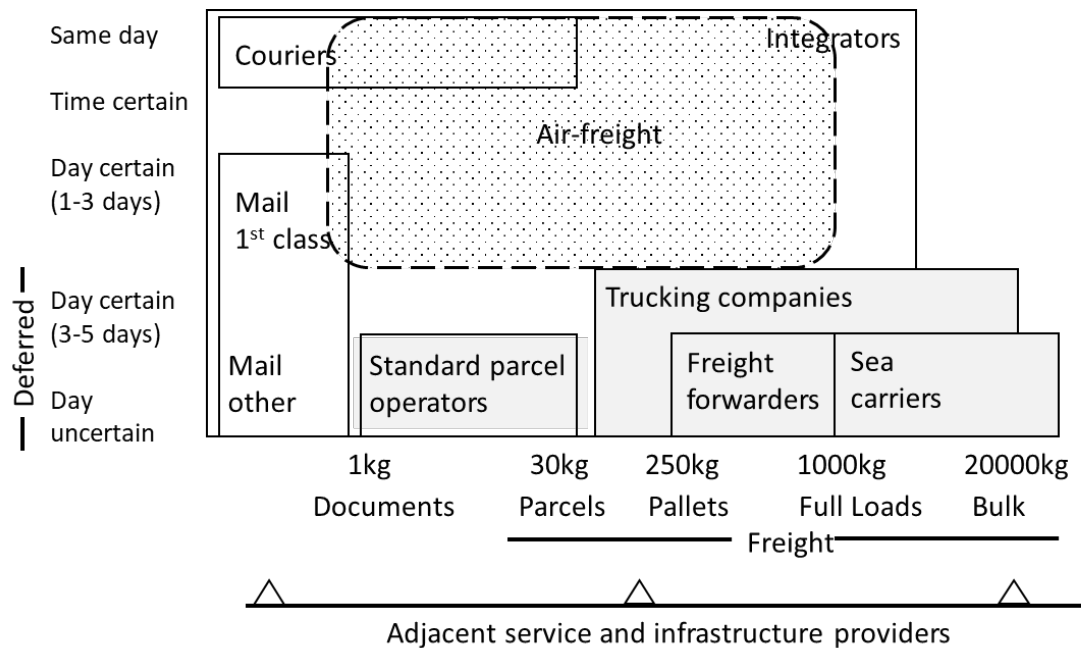 Same day
Time certain
Day certain
(1-3 days)
Deferred
Day certain
(3-5 days)
Day
uncertain
Couriers
Integrators
Air-freight
Mail
1st class
Trucking companies
Mail
other
Standard parcel
operators
Freight
forwarders
Sea
carriers
1kg
30kg
250kg
1000kg
20000kg
Documents
Parcels
Pallets
Full Loads
Bulk
Freight
Adjacent service and infrastructure providers